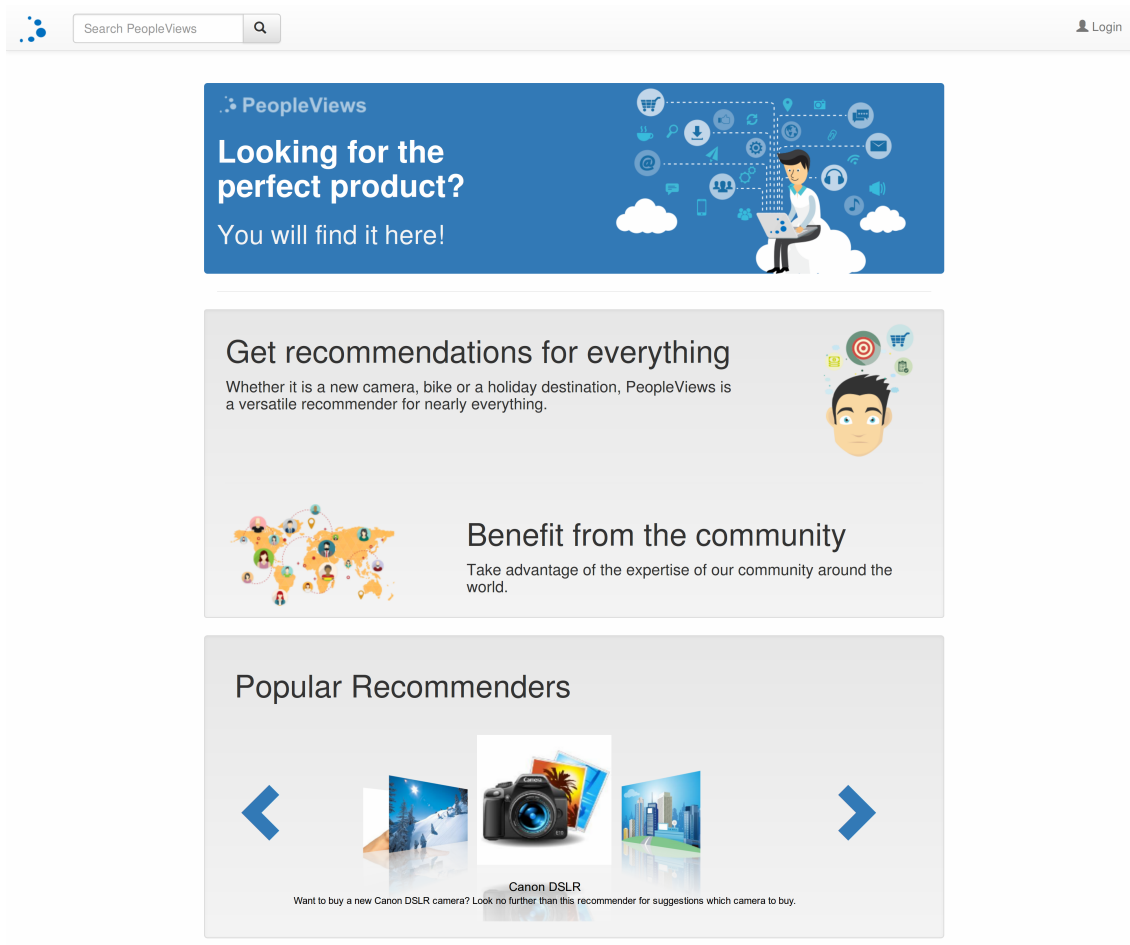 Search PeopleViews
Login
PeopleViews
Looking for the
perfect product?
You will find it here!
Get recommendations for everything
Whether it is a new camera, bike or a holiday destination, PeopleViews is
a versatile recommender for nearly everything.
Benefit from the community
Take advantage of the expertise of our community around the
world.
Popular Recommenders
Canon DSLR
Want to buy a new Canon DSLR camera? Look no further than this recommender for suggestions which camera to buy.